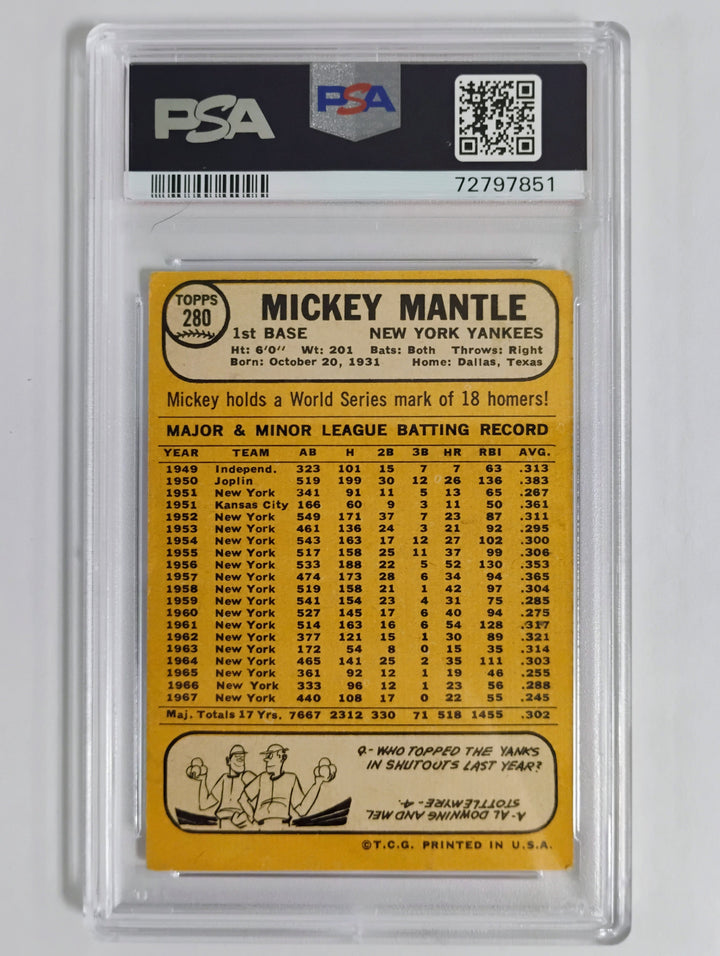 PSA
PSA
72797851
TOPPS
280
MICKEY MANTLE
1st BASE NEW YORK YANKEES
Ht: 6'0" Wt: 201 Bats: Both Throws: Right
Born: October 20, 1931 Home: Dallas, Texas
Mickey holds a World Series mark of 18 homers!
MAJOR & MINOR LEAGUE BATTING RECORD
YEAR TEAM AB H 2B 3B HR RBI AVG.
1949 Independ. 323 101 15 7 7 63 .313
1950 Joplin 519 199 30 12 26 136 .383
1951 New York 341 91 11 5 13 65 .267
1951 Kansas City 166 60 9 3 11 50 .361
1952 New York 549 171 37 7 23 87 .311
1953 New York 461 136 24 3 21 92 .295
1954 New York 543 163 17 12 27 102 .300
1955 New York 517 158 25 11 37 99 .306
1956 New York 533 188 22 5 52 130 .353
1957 New York 474 173 28 6 34 94 .365
1958 New York 519 158 21 1 42 97 .304
1959 New York 541 154 23 4 31 75 .285
1960 New York 527 145 17 6 40 94 .275
1961 New York 514 163 16 6 54 128 .317
1962 New York 377 121 15 1 30 89 .321
1963 New York 172 54 8 0 15 35 .314
1964 New York 465 141 25 2 35 111 .303
1965 New York 361 92 12 1 19 46 .255
1966 New York 333 96 12 1 23 56 .288
1967 New York 440 108 17 0 22 55 .245
Maj. Totals 17 Yrs. 7667 2312 330 71 518 1455 .302
Q- WHO TOPPED THE YANKS
IN SHUTOUTS LAST YEAR?
A- AL DOWNING AND MEL
STOTTLEMYRE - 4.
©T.C.G. PRINTED IN U.S.A.